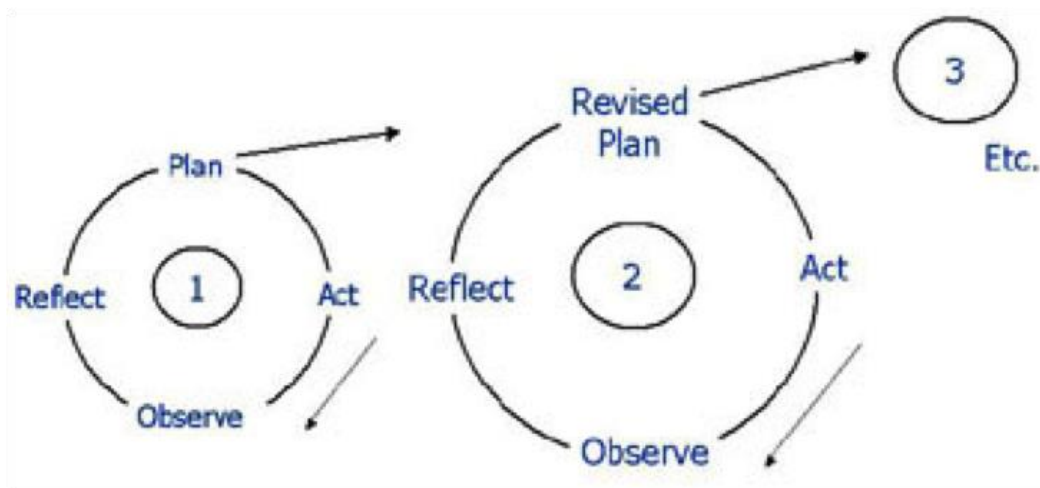 Plan
Reflect
1
Act
Observe
Revised
Plan
Reflect
2
Act
Observe
3
Etc.